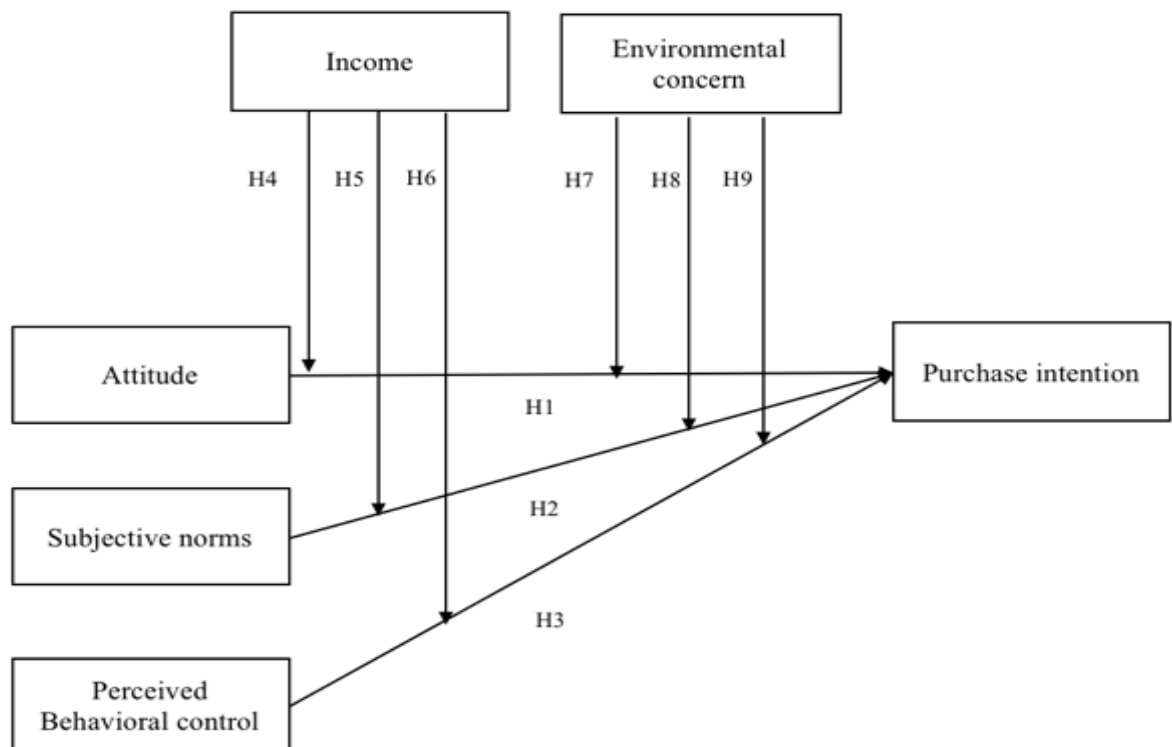 Income
Environmental
concern
H4
H5
H6
H7
H8
H9
Attitude
Purchase intention
H1
Subjective norms
H2
H3
Perceived
Behavioral control